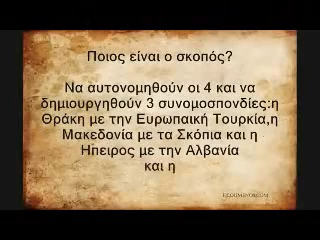 Ποιος είναι ο σκοπός?
Να αυτονομηθούν οι 4 και να
δημιουργηθούν 3 συνομοσπονδίες:η
Θράκη με την Ευρωπαική Τουρκία,η
Μακεδονία με τα Σκόπια και η
Ηπειρος με την Αλβανία
και η